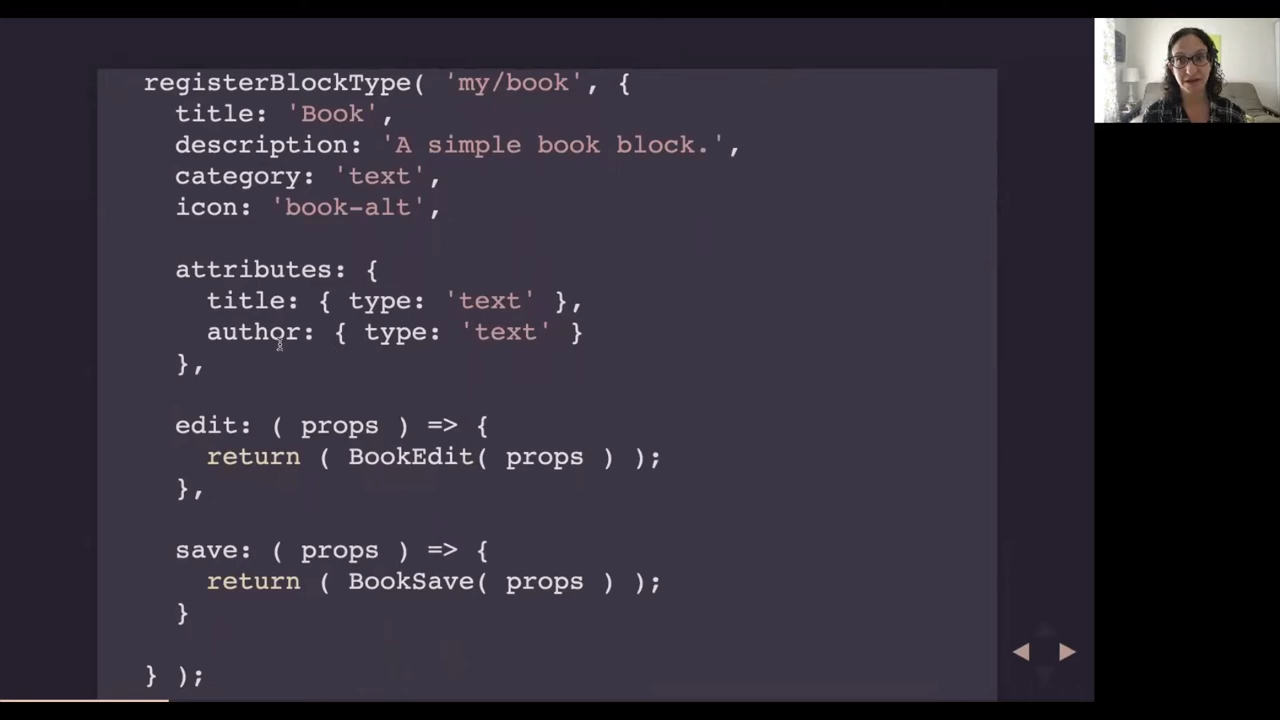 registerBlockType( 'my/book', {
title: 'Book',
description: 'A simple book block.',
category: 'text',
icon: 'book-alt',
attributes: {
title: { type: 'text' },
author: { type: 'text' }
},
edit: ( props ) => {
return ( BookEdit( props ) );
},
save: ( props ) => {
return ( BookSave( props ) );
}
} );